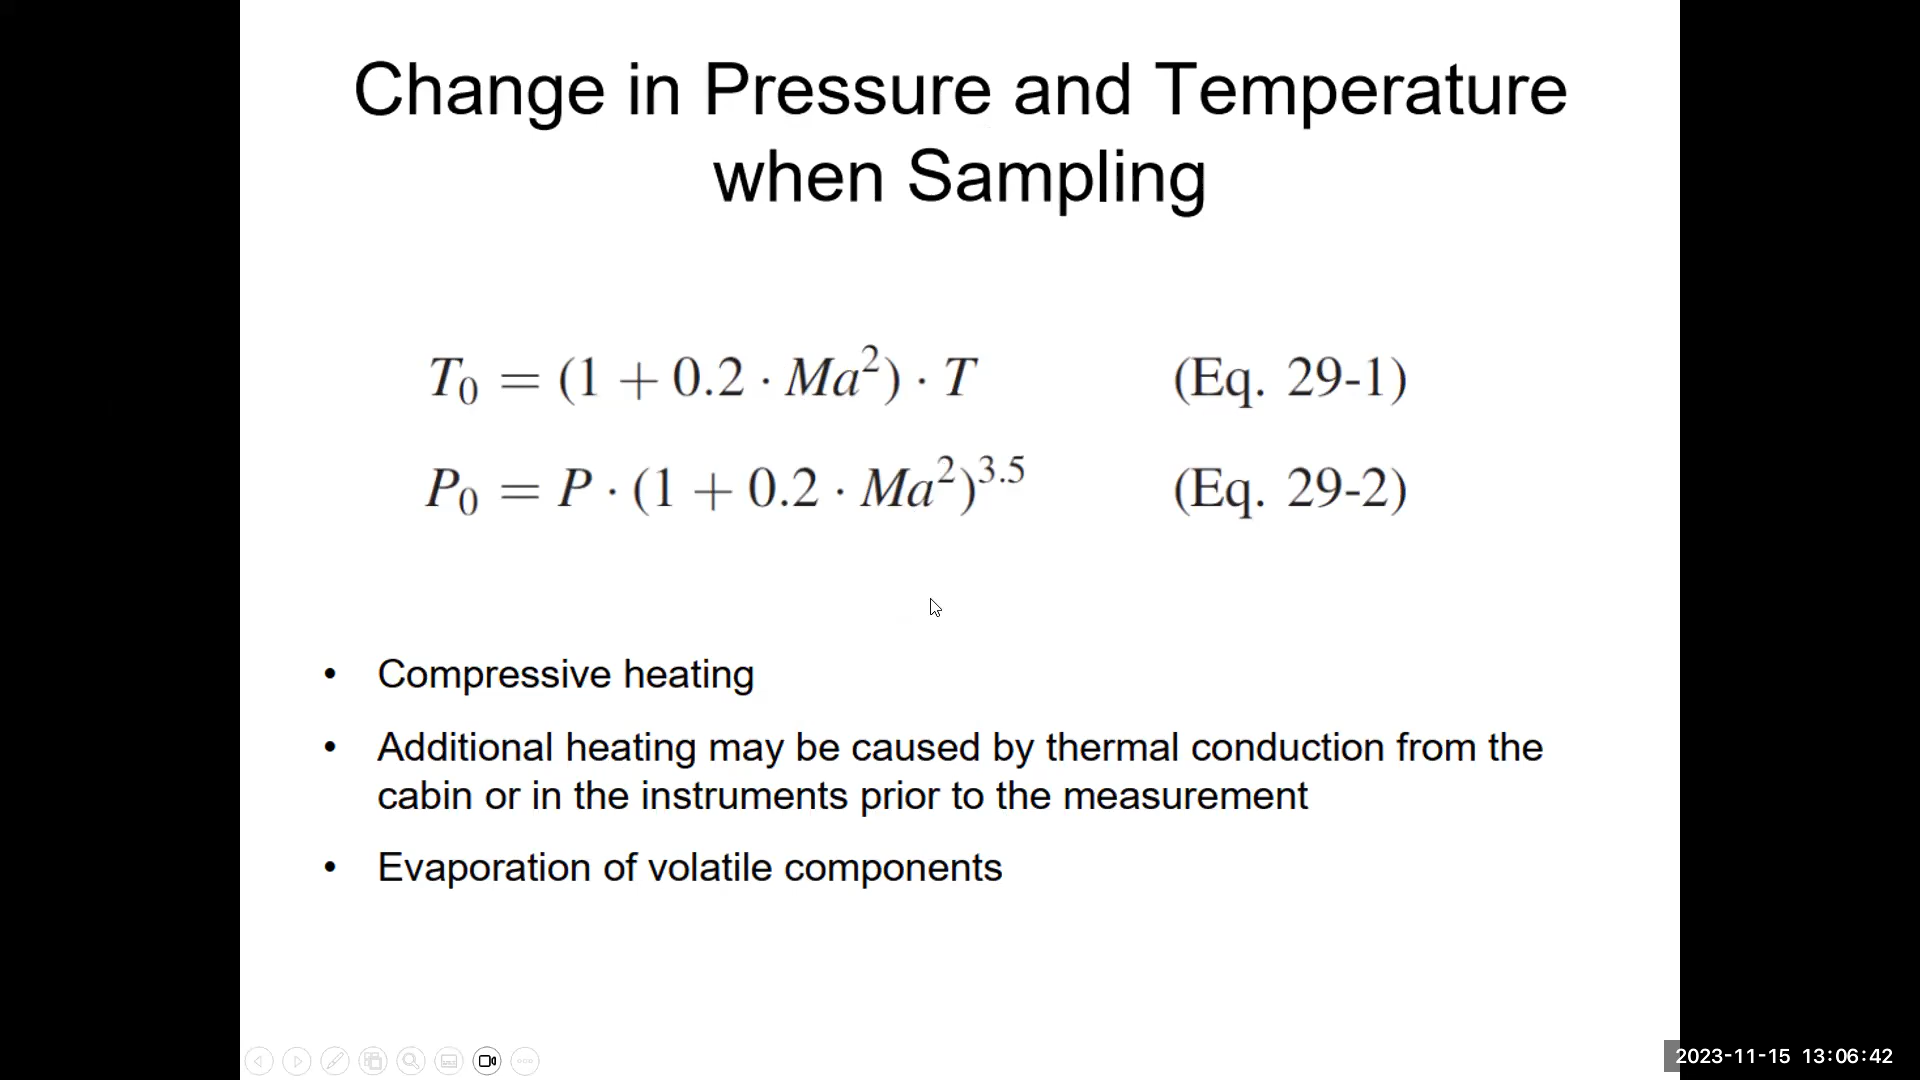 Change in Pressure and Temperature
when Sampling
T₀ = (1 + 0.2 · Ma²) · T (Eq. 29-1)
P₀ = P · (1 + 0.2 · Ma²)³·⁵ (Eq. 29-2)
• Compressive heating
• Additional heating may be caused by thermal conduction from the
cabin or in the instruments prior to the measurement
• Evaporation of volatile components
2023-11-15 13:06:42